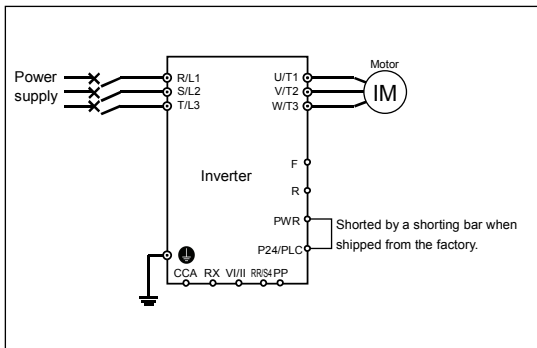 Motor
Power
supply
R/L1
S/L2
T/L3
U/T1
V/T2
W/T3
IM
F
Inverter
R
PWR
P24/PLC
Shorted by a shorting bar when
shipped from the factory.
CCA RX VI/II RR/S4 PP